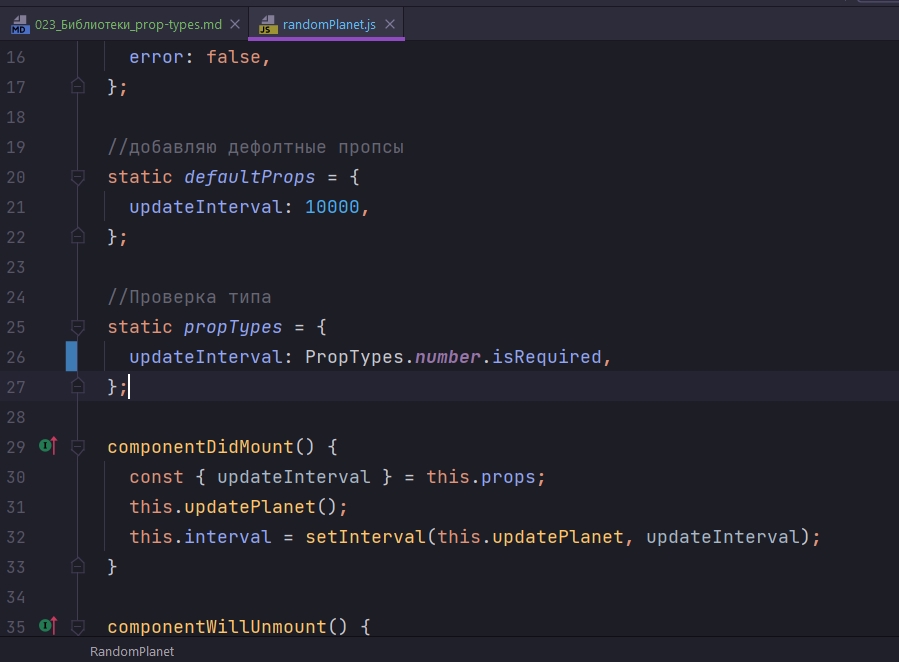 023_Библиотеки_prop-types.md
randomPlanet.js
16 error: false,
17 };
18
19 //добавляю дефолтные пропсы
20 static defaultProps = {
21 updateInterval: 10000,
22 };
23
24 //Проверка типа
25 static propTypes = {
26 updateInterval: PropTypes.number.isRequired,
27 };
28
29 componentDidMount() {
30 const { updateInterval } = this.props;
31 this.updatePlanet();
32 this.interval = setInterval(this.updatePlanet, updateInterval);
33 }
34
35 componentWillUnmount() {
RandomPlanet